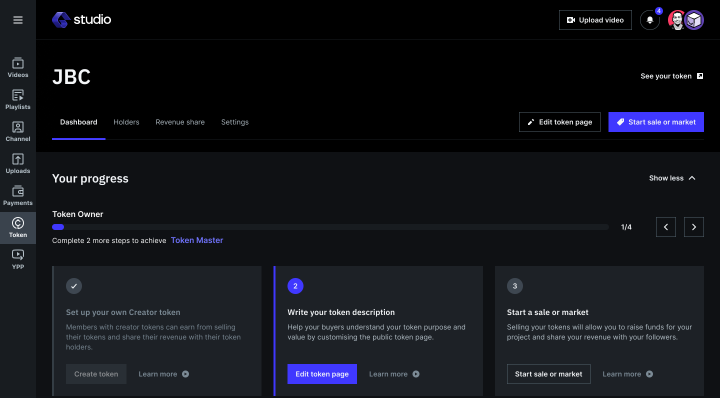 studio
Upload video
4
Videos
Playlists
Channel
Uploads
Payments
Token
YPP
JBC
See your token
Dashboard
Holders
Revenue share
Settings
Edit token page
Start sale or market
Your progress
Show less
Token Owner
1/4
Complete 2 more steps to achieve Token Master
Set up your own Creator token
Members with creator tokens can earn from selling
their tokens and share their revenue with their token
holders.
Create token
Learn more
2
Write your token description
Help your buyers understand your token purpose and
value by customising the public token page.
Edit token page
Learn more
3
Start a sale or market
Selling your tokens will allow you to raise funds for your
project and share your revenue with your followers.
Start sale or market
Learn more